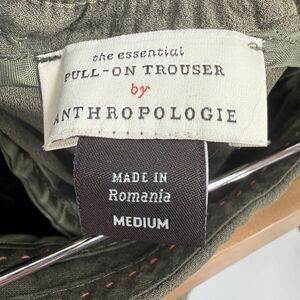 the essential
PULL-ON TROUSER
by
ANTHROPOLOGIE
MADE IN
Romania
MEDIUM